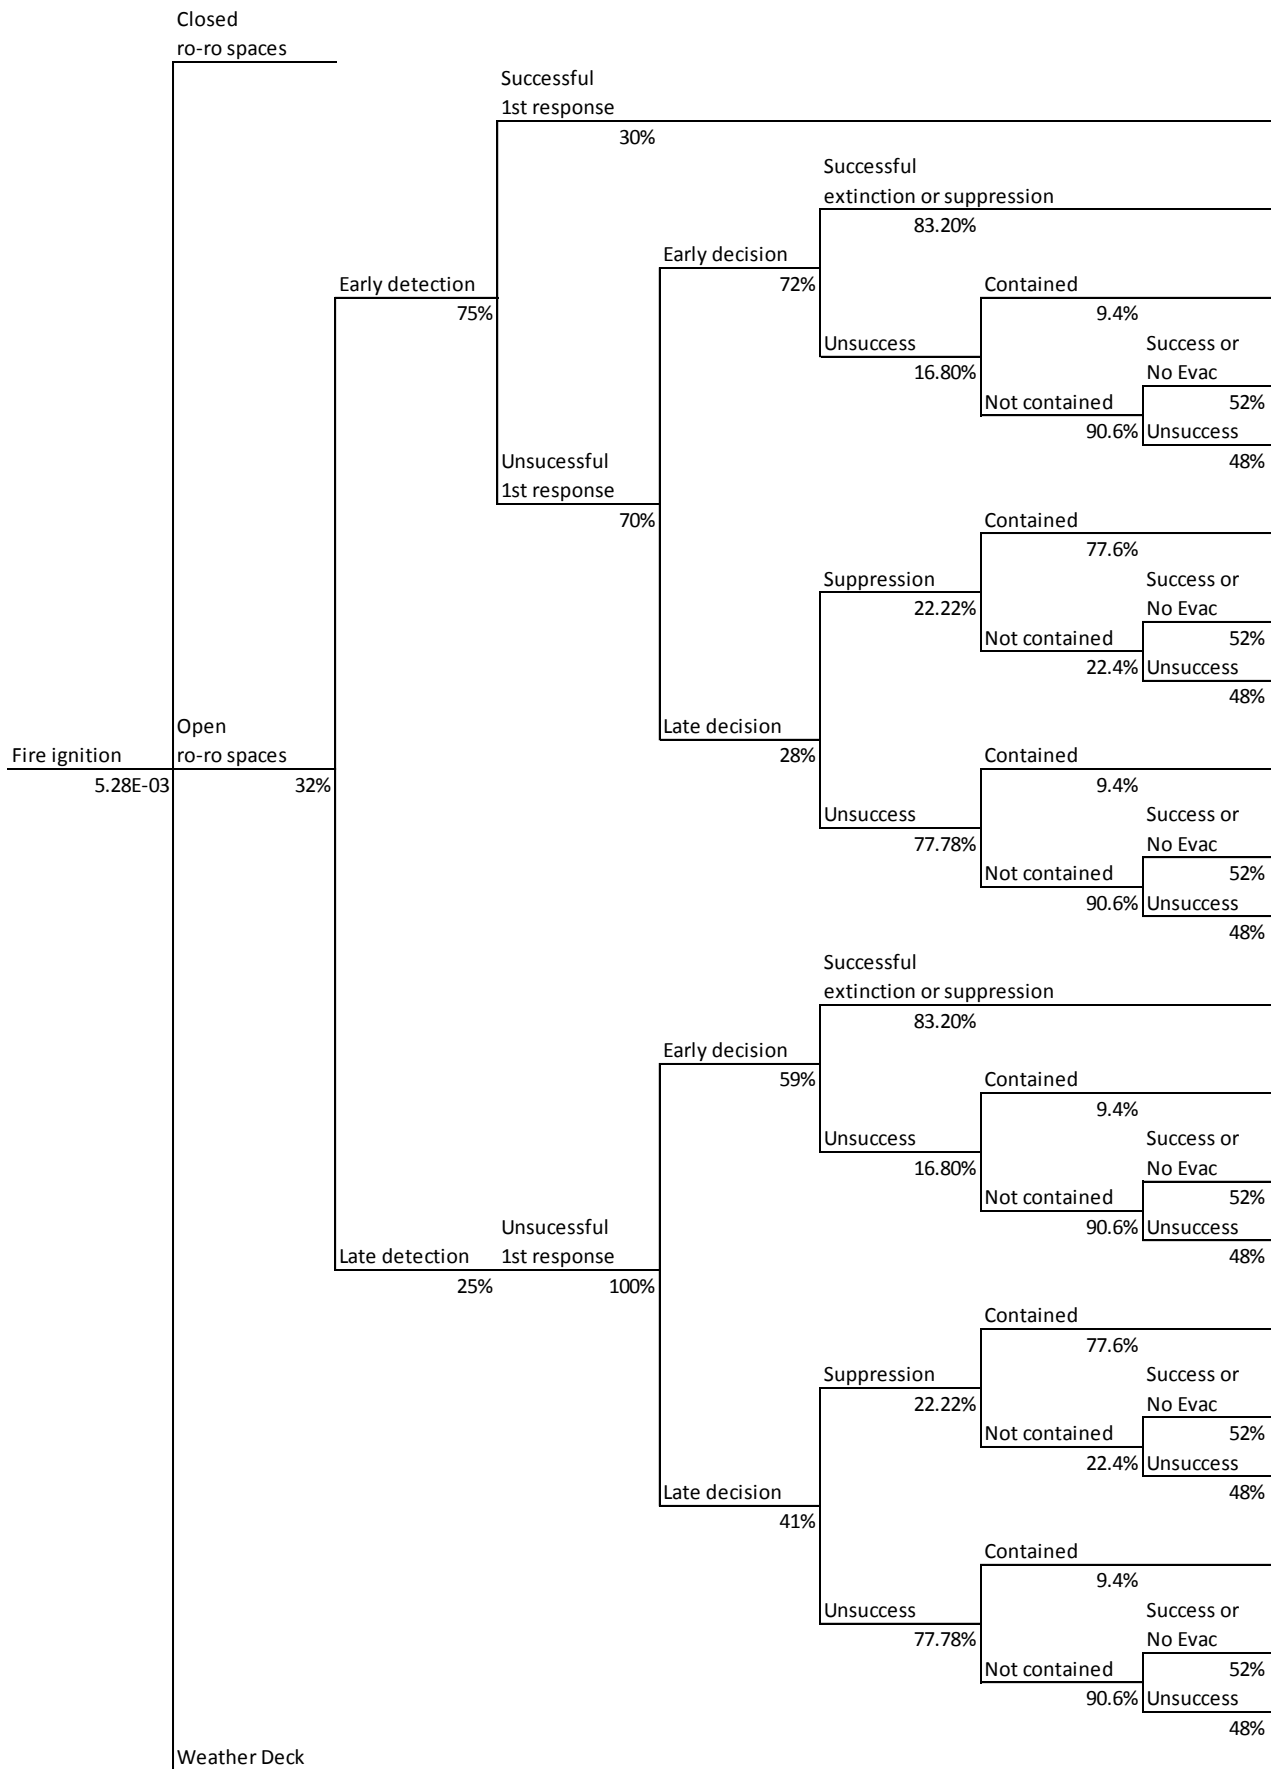 Closed
ro-ro spaces
Successful
1st response
30%
Successful
extinction or suppression
83.20%
Early decision
72%
Early detection
75%
Contained
9.4%
Unsuccess
16.80%
Success or
No Evac
52%
Not contained
90.6%
Unsuccess
48%
Unsucessful
1st response
70%
Contained
77.6%
Suppression
22.22%
Success or
No Evac
52%
Not contained
22.4%
Unsuccess
48%
Late decision
28%
Open
ro-ro spaces
32%
Fire ignition
5.28E-03
Contained
9.4%
Unsuccess
77.78%
Success or
No Evac
52%
Not contained
90.6%
Unsuccess
48%
Successful
extinction or suppression
83.20%
Early decision
59%
Contained
9.4%
Unsuccess
16.80%
Success or
No Evac
52%
Not contained
90.6%
Unsuccess
48%
Late detection
25%
Unsucessful
1st response
100%
Contained
77.6%
Suppression
22.22%
Success or
No Evac
52%
Not contained
22.4%
Unsuccess
48%
Late decision
41%
Contained
9.4%
Unsuccess
77.78%
Success or
No Evac
52%
Not contained
90.6%
Unsuccess
48%
Weather Deck